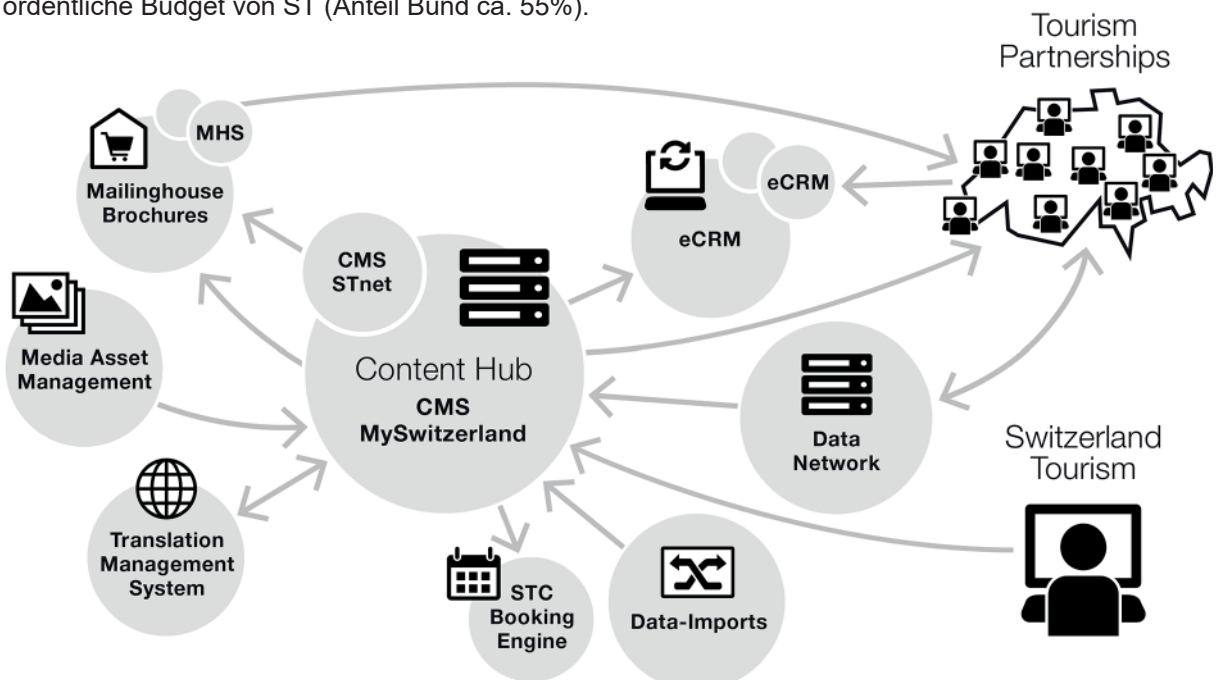 ordentliche Budget von ST (Anteil Bund ca. 55%).
Tourism
Partnerships
MHS
Mailinghouse
Brochures
eCRM
eCRM
CMS
STnet
Media Asset
Management
Content Hub
CMS
MySwitzerland
Data
Network
Switzerland
Tourism
Translation
Management
System
STC
Booking
Engine
Data-Imports